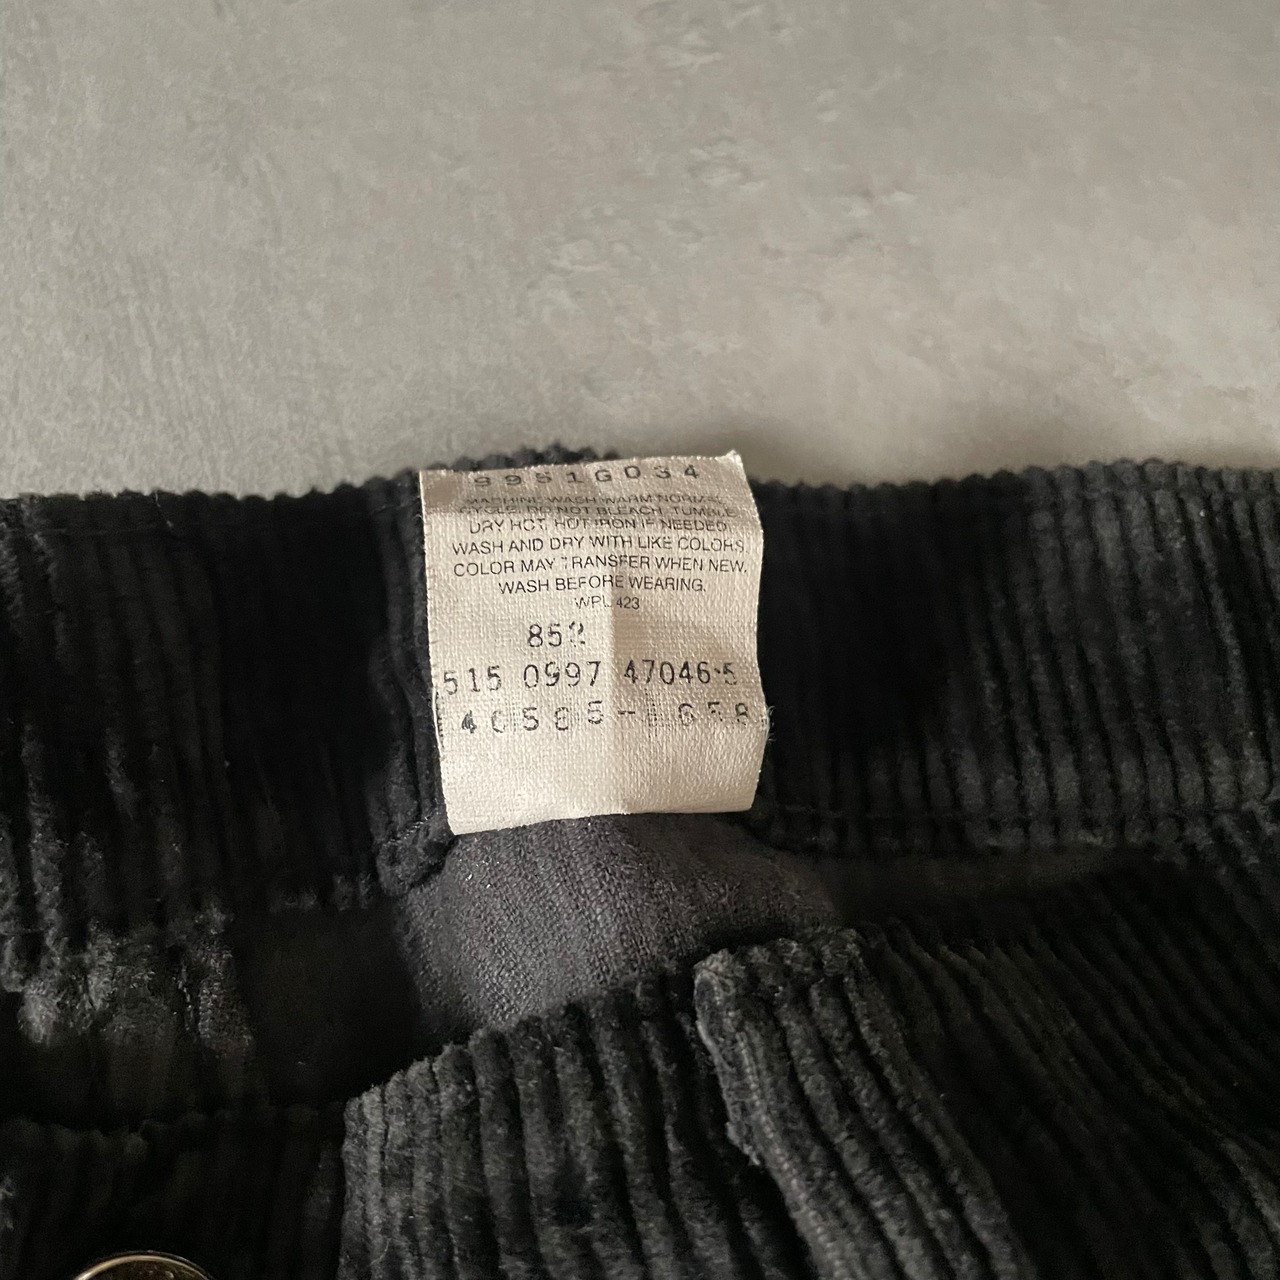 9951G034
MACHINE WASH WARM NORMAL
CYCLE. DO NOT BLEACH. TUMBLE
DRY HOT. HOT IRON IF NEEDED.
WASH AND DRY WITH LIKE COLORS
COLOR MAY TRANSFER WHEN NEW.
WASH BEFORE WEARING.
WPL 423
515 0997 47046-5